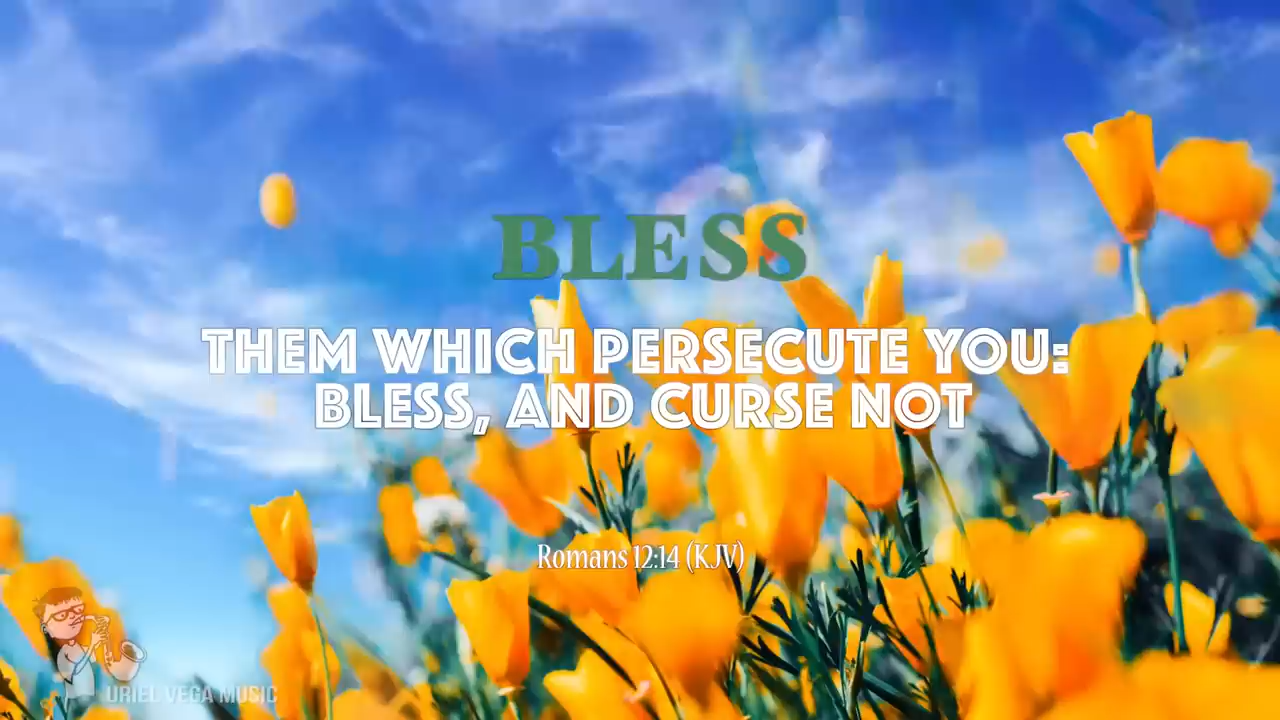 BLESS
THEM WHICH PERSECUTE YOU:
BLESS, AND CURSE NOT
Romans 12:14 (KJV)
URIEL VEGA MUSIC